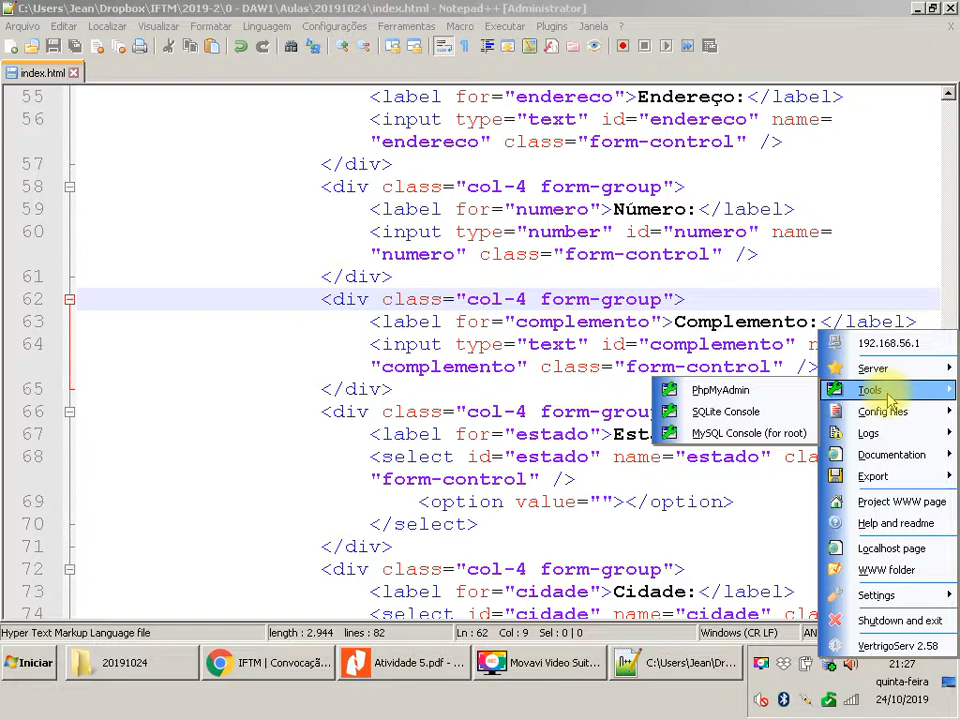 C:\Users\Jean\Dropbox\IFTM\2019-2\0 - DAW1\Aulas\20191024\index.html - Notepad++ [Administrator]
Arquivo Editar Localizar Visualizar Formatar Linguagem Configurações Ferramentas Macro Executar Plugins Janela ? X
index.html
55 <label for="endereco">Endereço:</label>
56 <input type="text" id="endereco" name=
"endereco" class="form-control" />
57 </div>
58 <div class="col-4 form-group">
59 <label for="numero">Número:</label>
60 <input type="number" id="numero" name=
"numero" class="form-control" />
61 </div>
62 <div class="col-4 form-group">
63 <label for="complemento">Complemento:</label>
64 <input type="text" id="complemento"
"complemento" class="form-control" />
65 </div>
66 <div class="col-4 form-group">
67 <label for="estado">Est
68 <select id="estado" name="estado" cla
"form-control" />
69 <option value=""></option>
70 </select>
71 </div>
72 <div class="col-4 form-group">
73 <label for="cidade">Cidade:</label>
74 <select id="cidade" name="cidade" cla
192.168.56.1
Server
Tools
Config files
Logs
Documentation
Export
Project WWW page
Help and readme
Localhost page
WWW folder
Settings
Shutdown and exit
VertrigoServ 2.58
PhpMyAdmin
SQLite Console
MySQL Console (for root)
Hyper Text Markup Language file length : 2.944 lines : 82 Ln : 62 Col : 9 Sel : 0 | 0 Windows (CR LF) AN
Iniciar 20191024 IFTM | Convocaçã... Atividade 5.pdf - ... Movavi Video Suit... C:\Users\Jean\Dro... 21:27
quinta-feira
24/10/2019